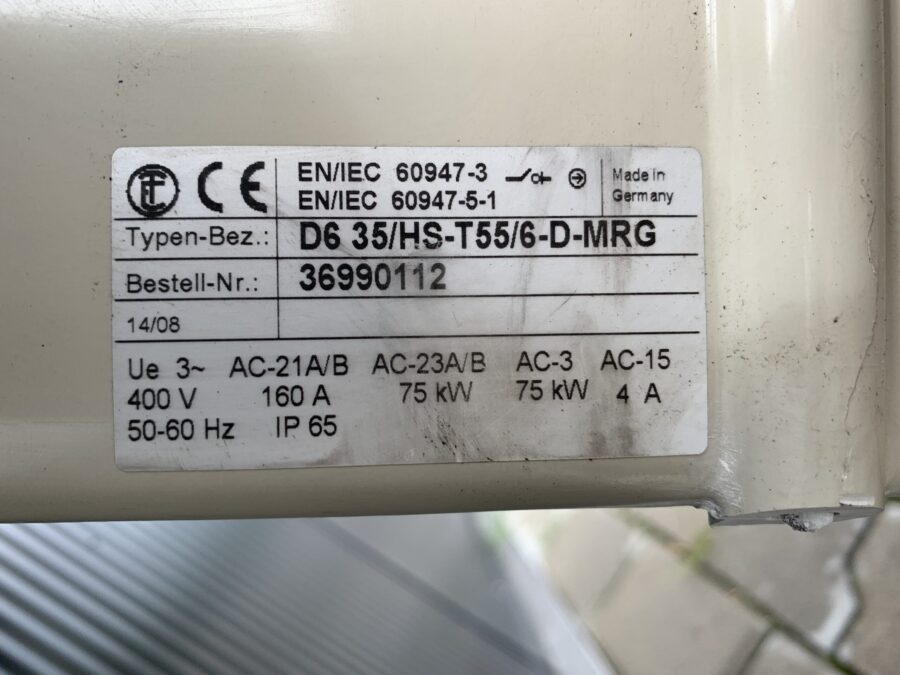 CE
EN/IEC 60947-3
EN/IEC 60947-5-1
Made in
Germany
Typen-Bez.: D6 35/HS-T55/6-D-MRG
Bestell-Nr.: 36990112
14/08
Ue 3~ AC-21A/B AC-23A/B AC-3 AC-15
400 V 160 A 75 kW 75 kW 4 A
50-60 Hz IP 65